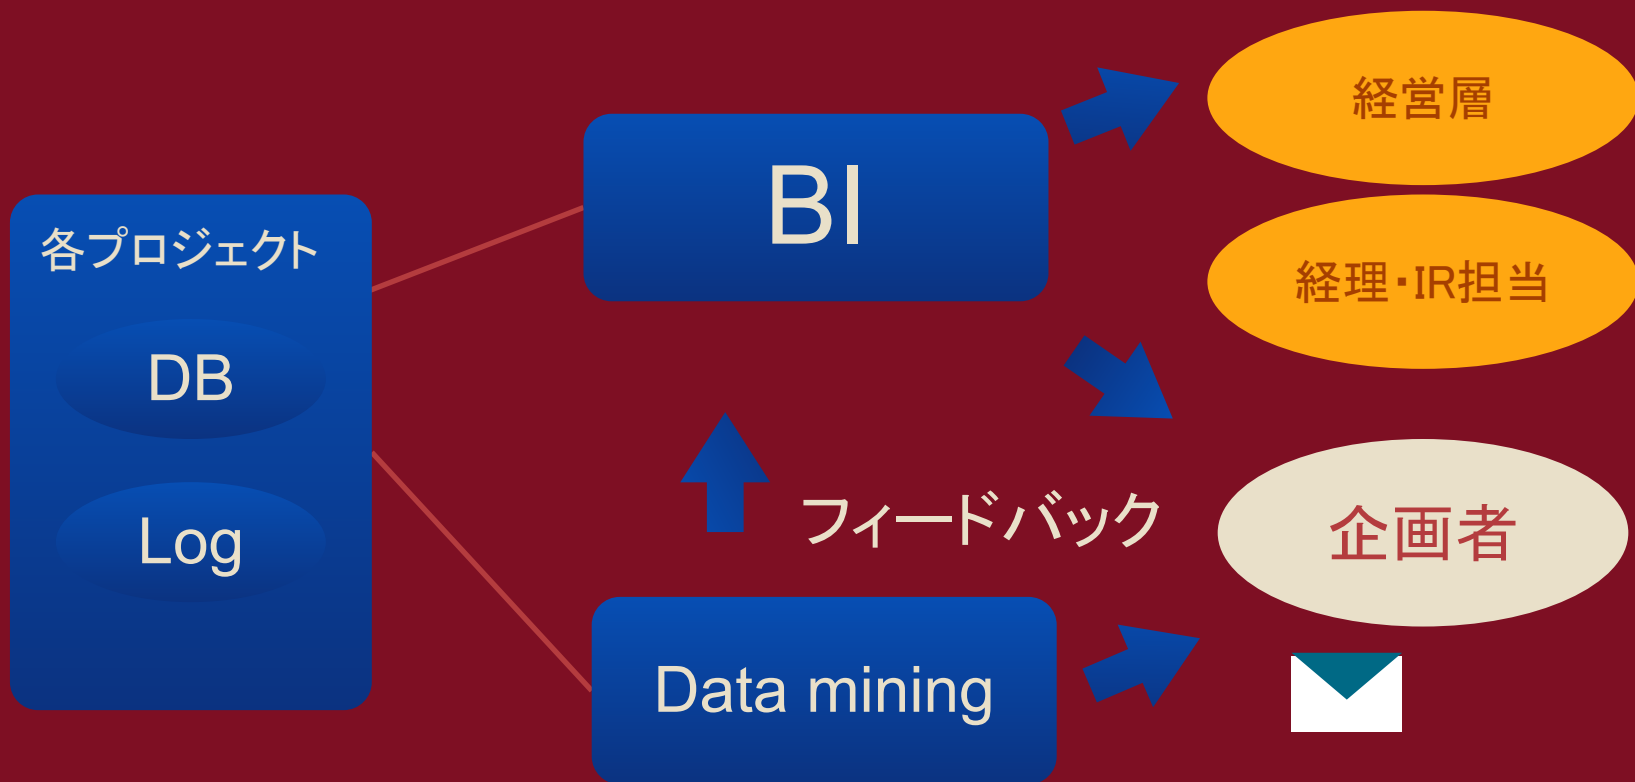 各プロジェクト
DB
Log
BI
フィードバック
Data mining
経営層
経理・IR担当
企画者